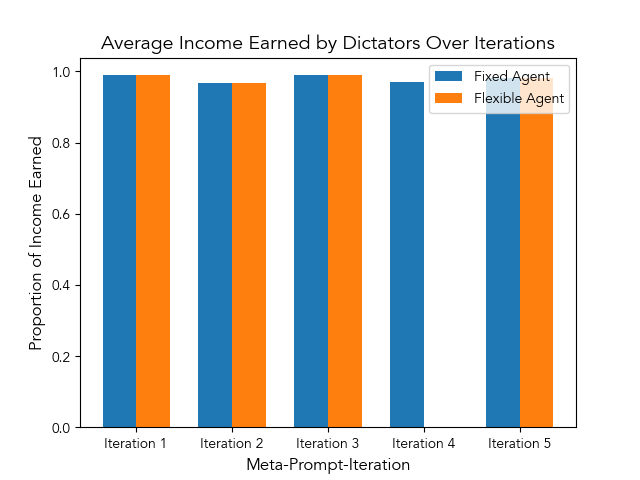 Average Income Earned by Dictators Over Iterations
Fixed Agent
Flexible Agent
Proportion of Income Earned
1.0
0.8
0.6
0.4
0.2
0.0
Iteration 1 Iteration 2 Iteration 3 Iteration 4 Iteration 5
Meta-Prompt-Iteration